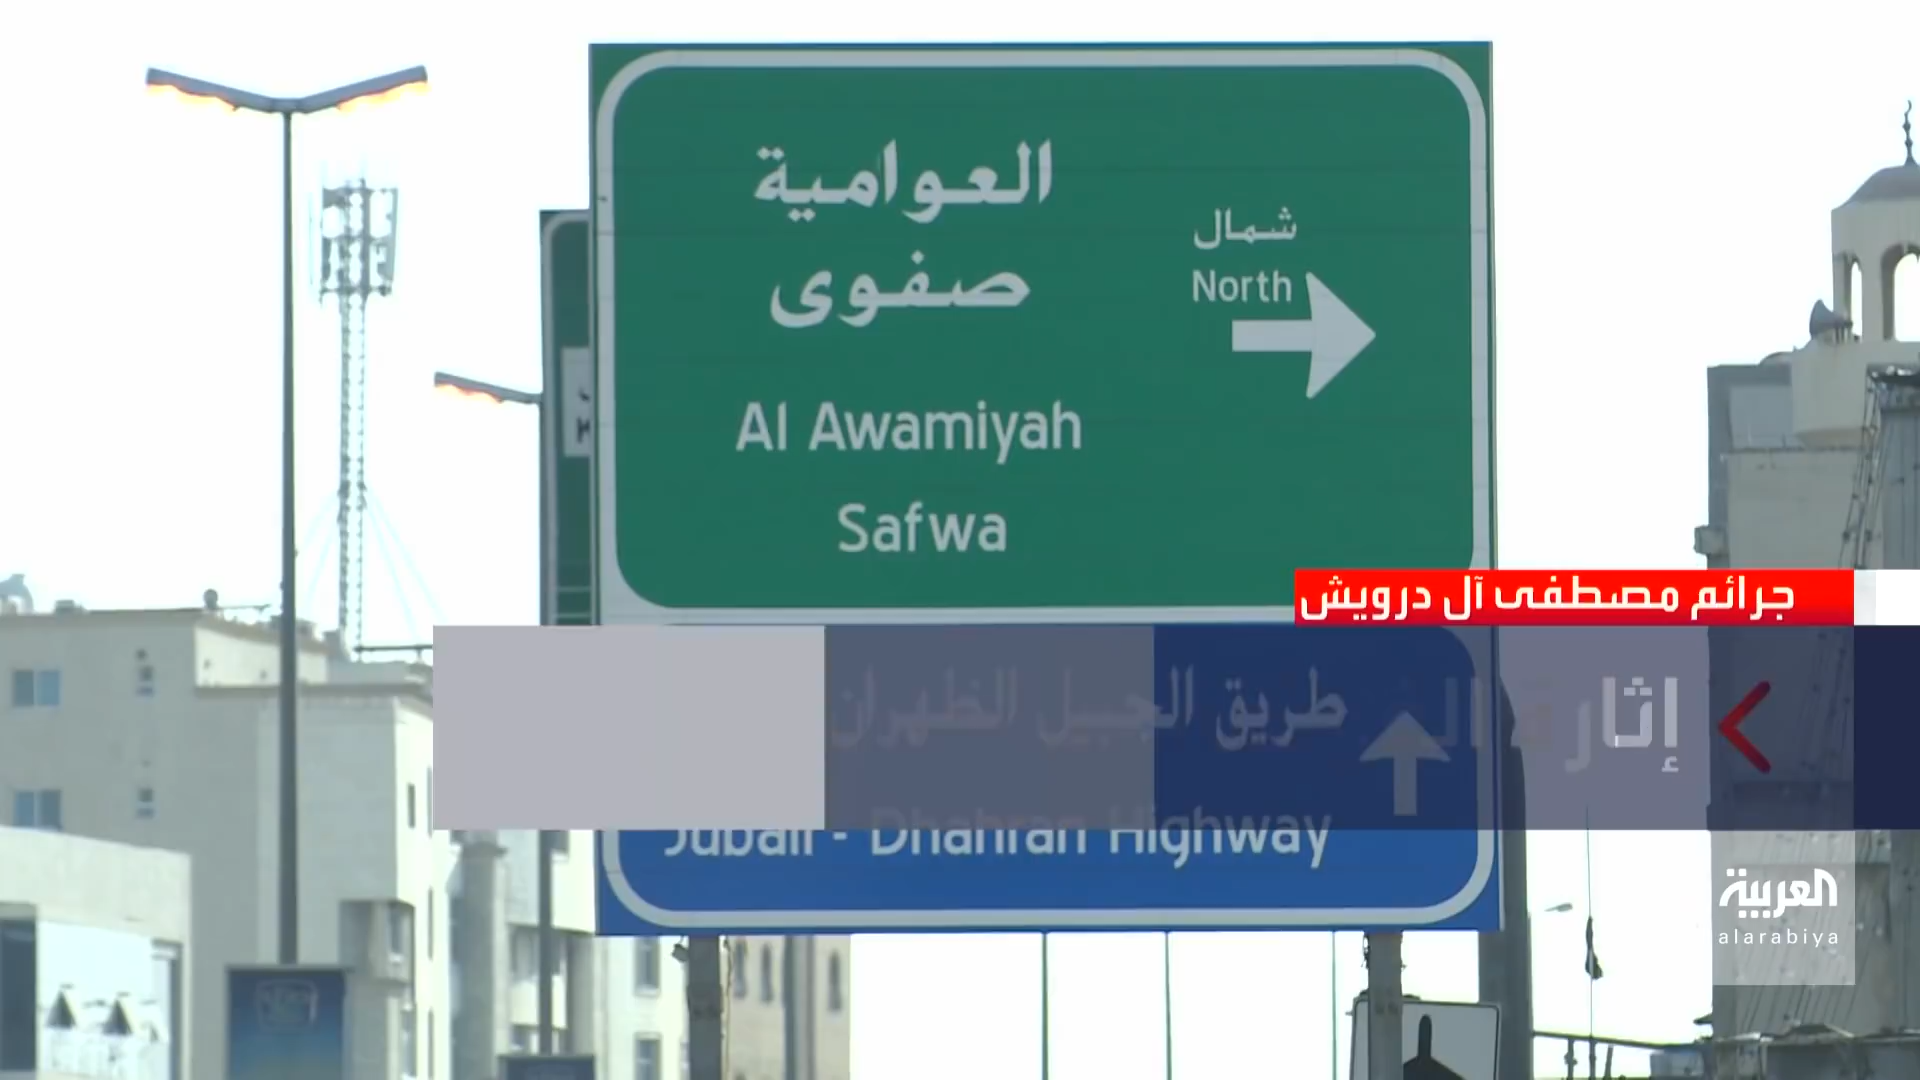 العوامية
صفوى
شمال
North
Al Awamiyah
Safwa
جرائم مصطفى آل درويش
طريق الجبيل الظهران
إثارة
Jubail - Dhahran Highway
العربية
alarabiya